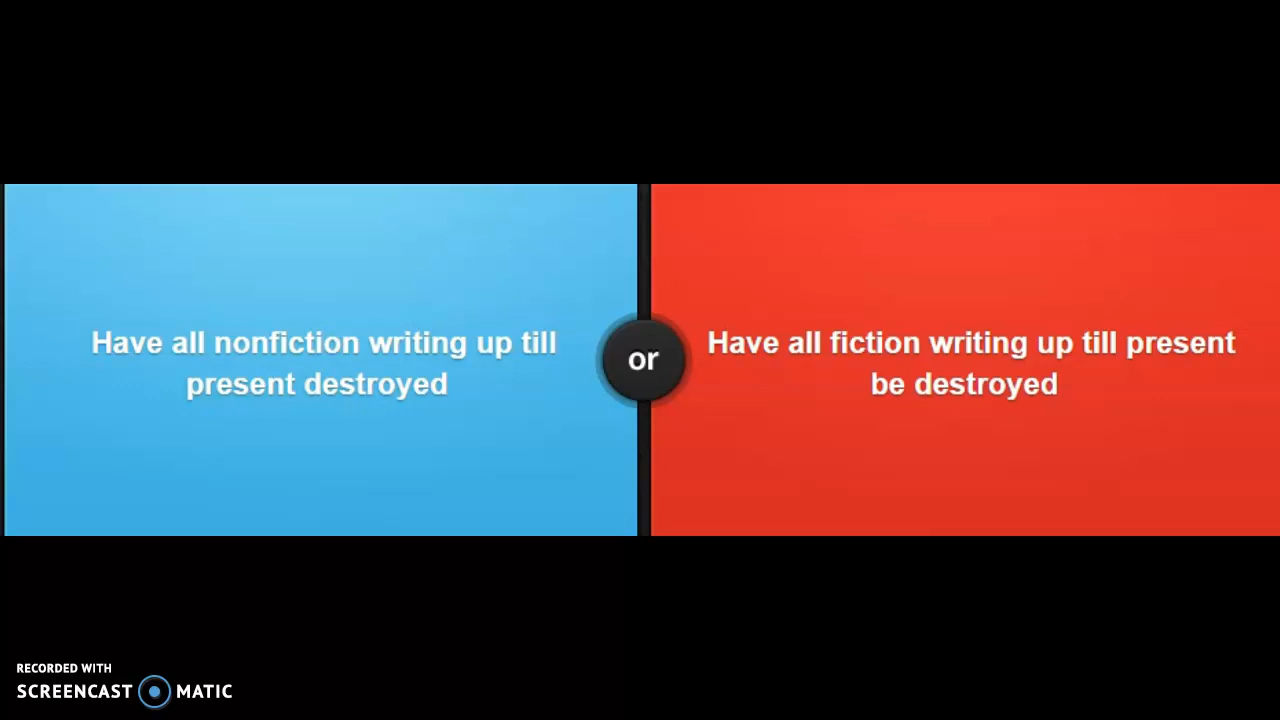 Have all nonfiction writing up till
present destroyed
or
Have all fiction writing up till present
be destroyed
RECORDED WITH
SCREENCAST MATIC